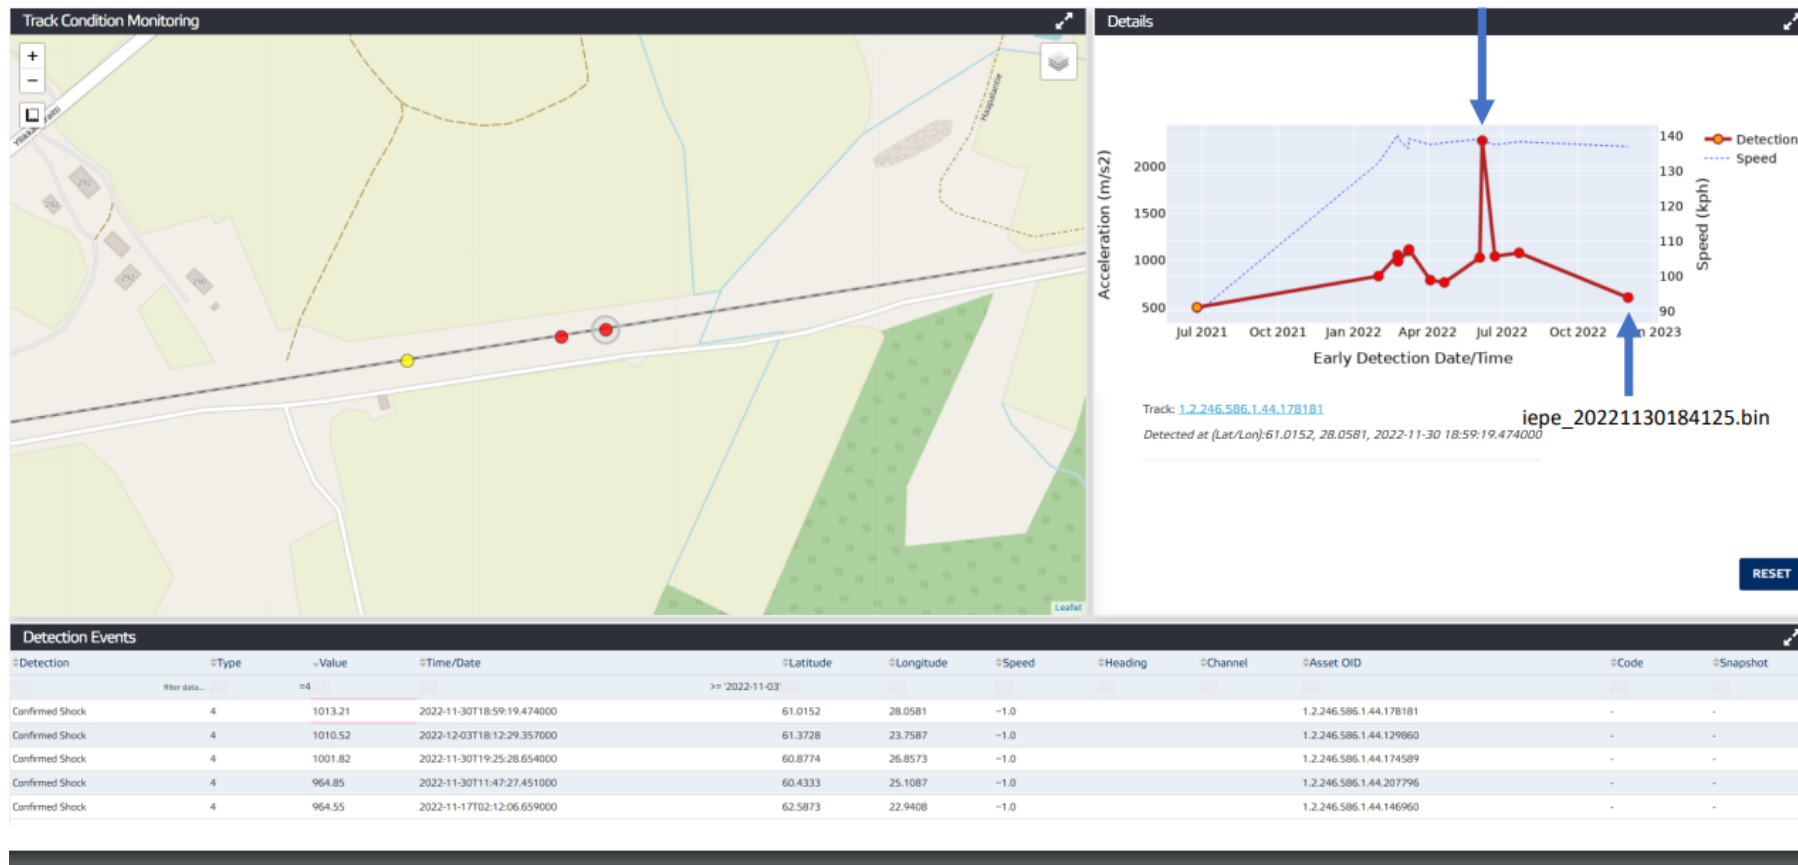 Track Condition Monitoring
Details
+
−
Haapalantie
292
292
292
290
Leaflet
Acceleration (m/s2)
2000
1500
1000
500
140
130
120
110
100
90
Speed (kph)
Detection
Speed
Jul 2021 Oct 2021 Jan 2022 Apr 2022 Jul 2022 Oct 2022 2023
Early Detection Date/Time
Track: 1.2.246.586.1.44.178181
Detected at (Lat/Lon):61.0152, 28.0581, 2022-11-30 18:59:19.474000
iepe_20221130184125.bin
RESET
Detection Events
Detection Type Value Time/Date Latitude Longitude Speed Heading Channel Asset OID Code Snapshot
filter data... =4 >= '2022-11-03'
Confirmed Shock 4 1013.21 2022-11-30T18:59:19.474000 61.0152 28.0581 −1.0 1.2.246.586.1.44.178181 - -
Confirmed Shock 4 1010.52 2022-12-03T18:12:29.357000 61.3728 23.7587 −1.0 1.2.246.586.1.44.129860 - -
Confirmed Shock 4 1001.82 2022-11-30T19:25:28.654000 60.8774 26.8573 −1.0 1.2.246.586.1.44.174589 - -
Confirmed Shock 4 964.85 2022-11-30T11:47:27.451000 60.4333 25.1087 −1.0 1.2.246.586.1.44.207796 - -
Confirmed Shock 4 964.55 2022-11-17T02:12:06.659000 62.5873 22.9408 −1.0 1.2.246.586.1.44.146960 - -